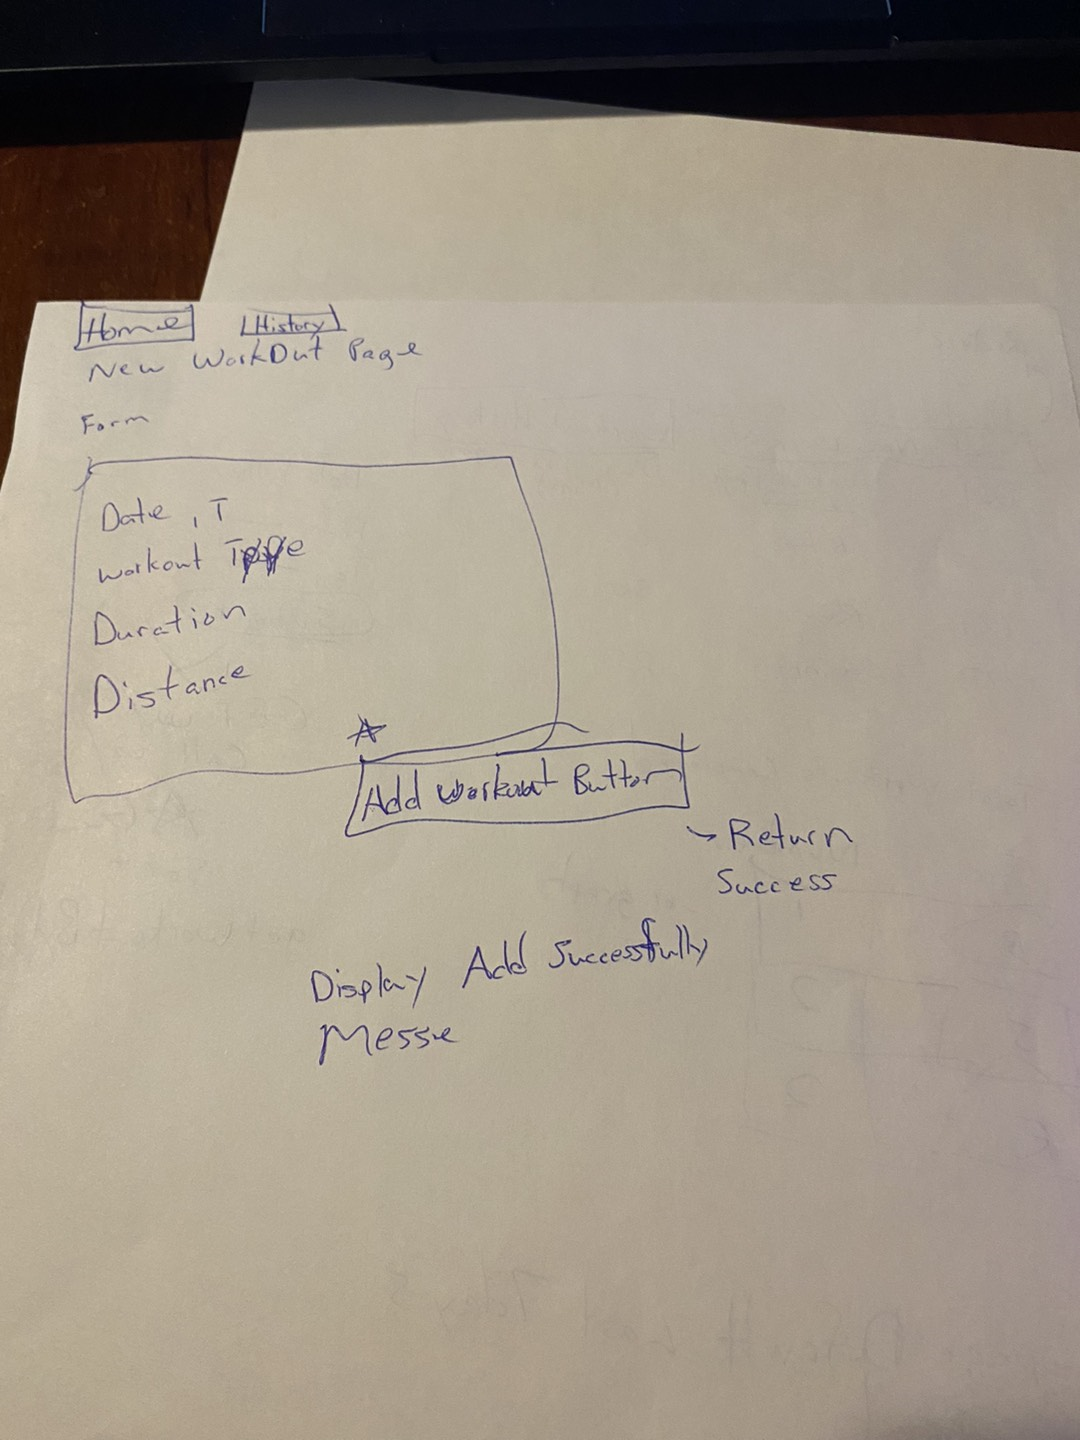 Home History
New WorkOut Page
Form
Date , T
workout Type
Duration
Distance
Add Workout Button
Return
Success
Display Add Successfully
Messe